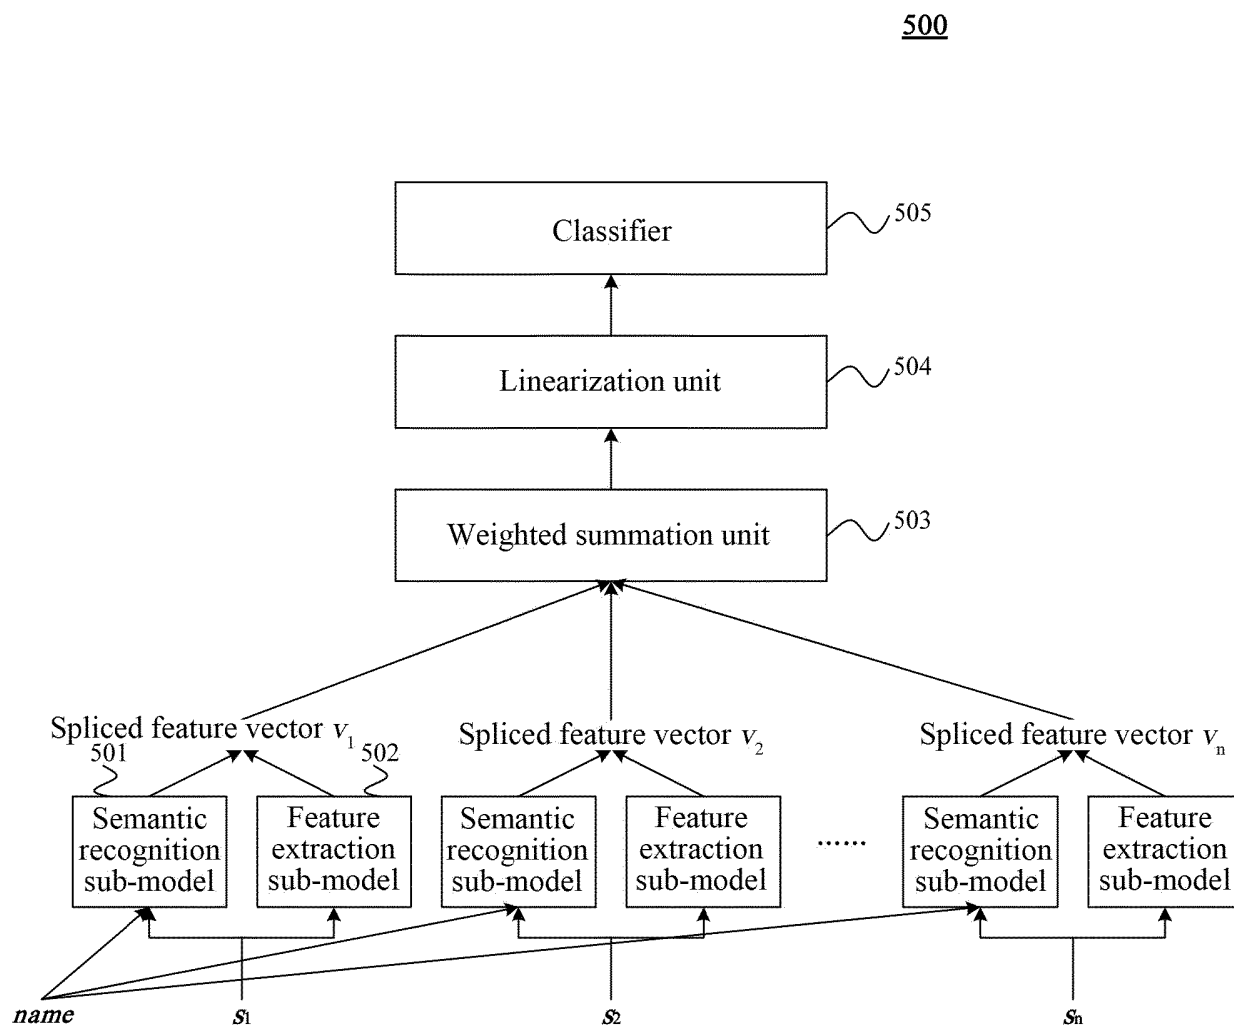 500
Classifier
505
Linearization unit
504
Weighted summation unit
503
Spliced feature vector v1
Spliced feature vector v2
Spliced feature vector vn
501
502
Semantic
recognition
sub-model
Feature
extraction
sub-model
Semantic
recognition
sub-model
Feature
extraction
sub-model
......
Semantic
recognition
sub-model
Feature
extraction
sub-model
name
s1
s2
sn